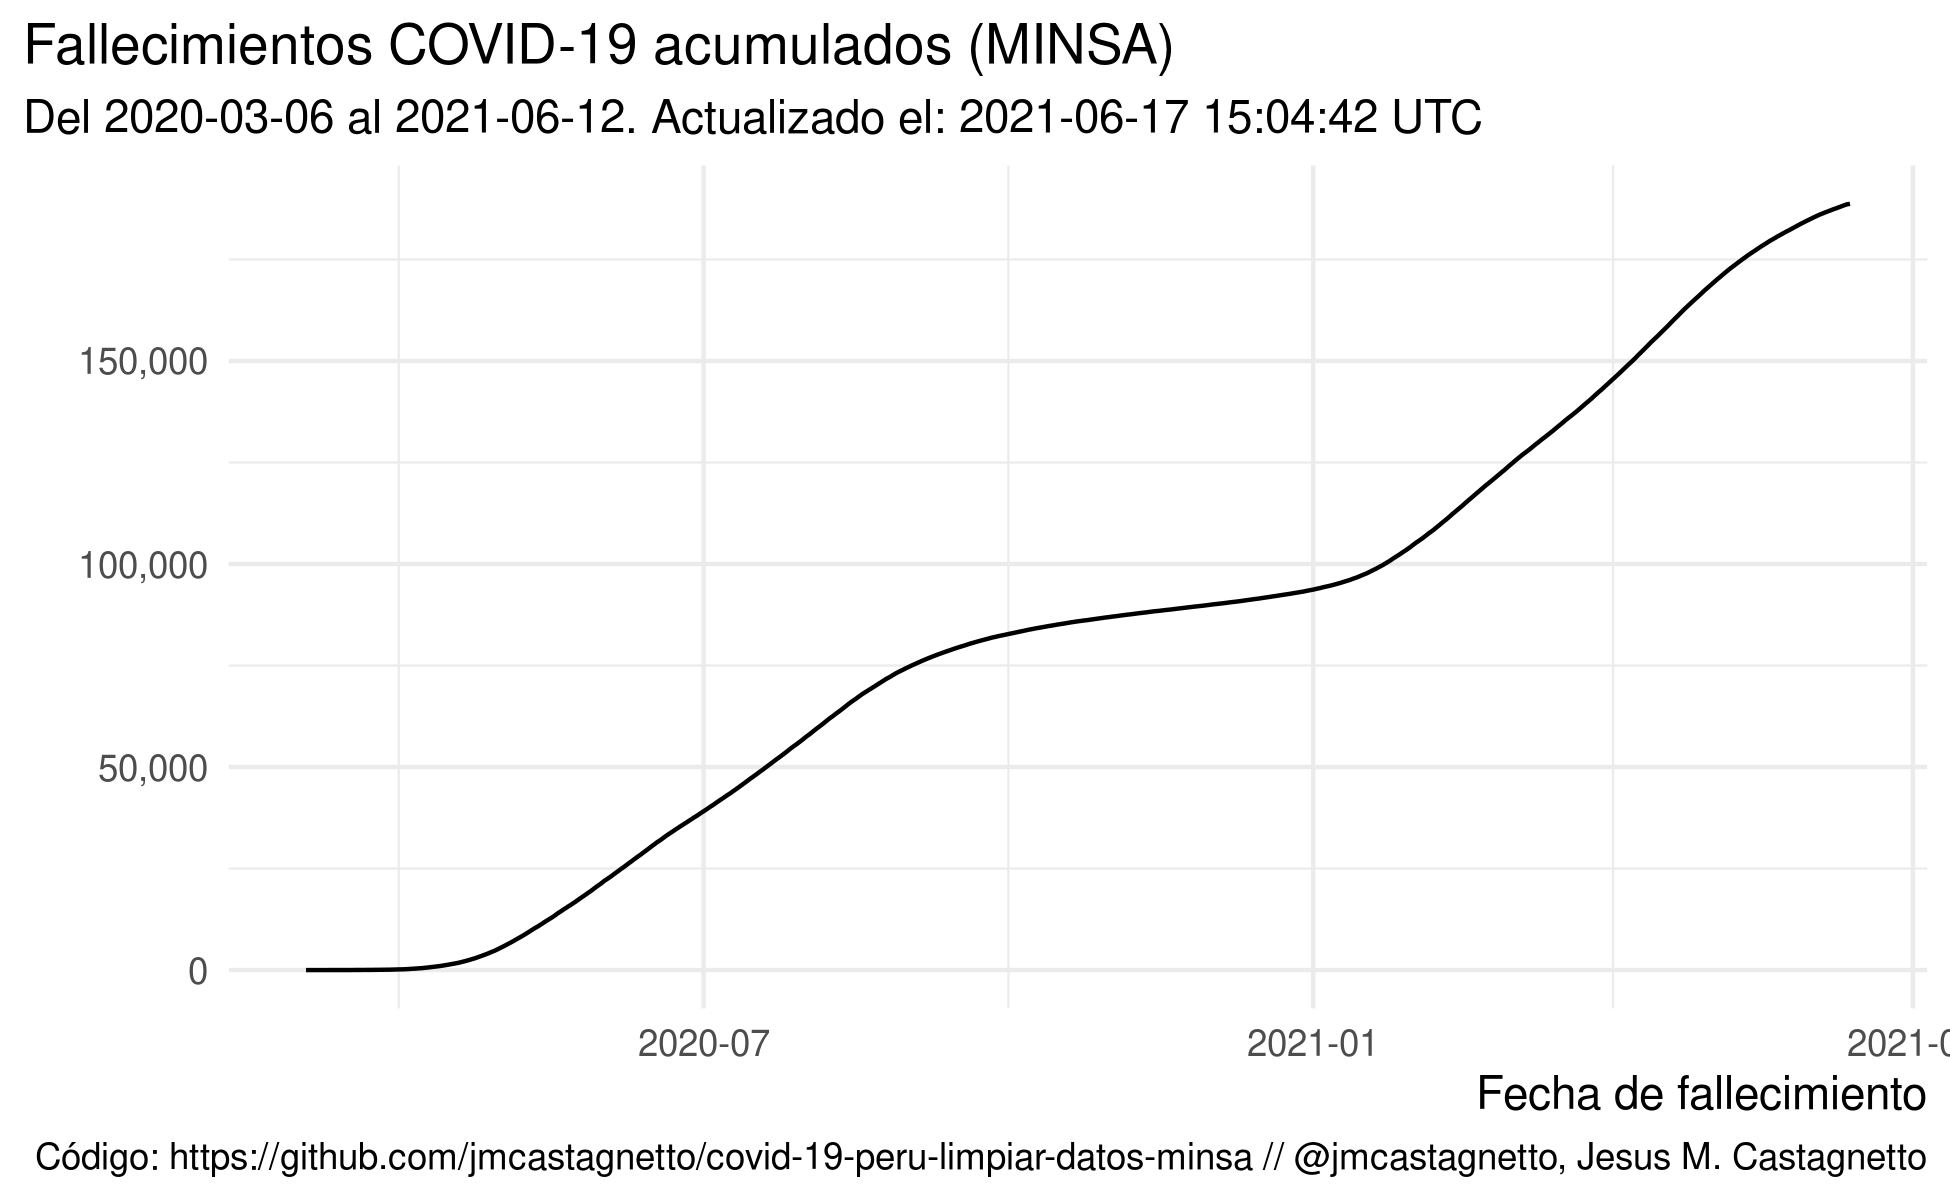 Fallecimientos COVID-19 acumulados (MINSA)
Del 2020-03-06 al 2021-06-12. Actualizado el: 2021-06-17 15:04:42 UTC
150,000
100,000
50,000
0
2020-07
2021-01
2021-0
Fecha de fallecimiento
Código: https://github.com/jmcastagnetto/covid-19-peru-limpiar-datos-minsa // @jmcastagnetto, Jesus M. Castagnetto